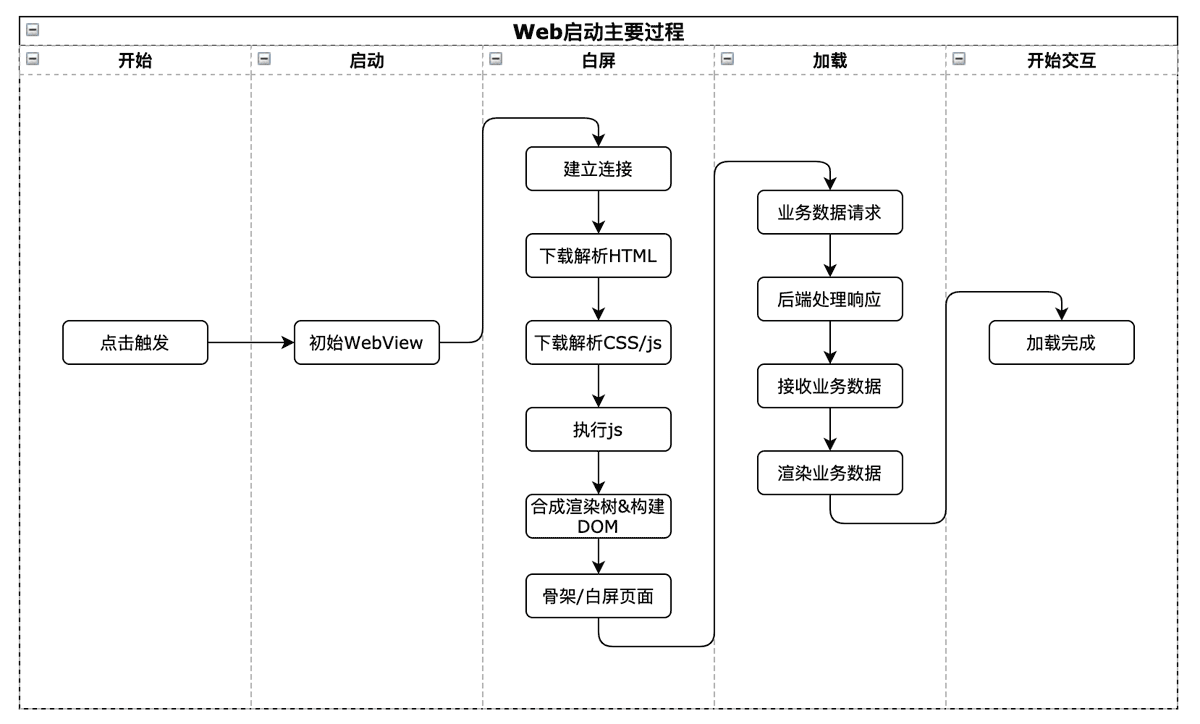 Web启动主要过程
开始
启动
白屏
加载
开始交互
点击触发
初始WebView
建立连接
下载解析HTML
下载解析CSS/js
执行js
合成渲染树&构建
DOM
骨架/白屏页面
业务数据请求
后端处理响应
接收业务数据
渲染业务数据
加载完成